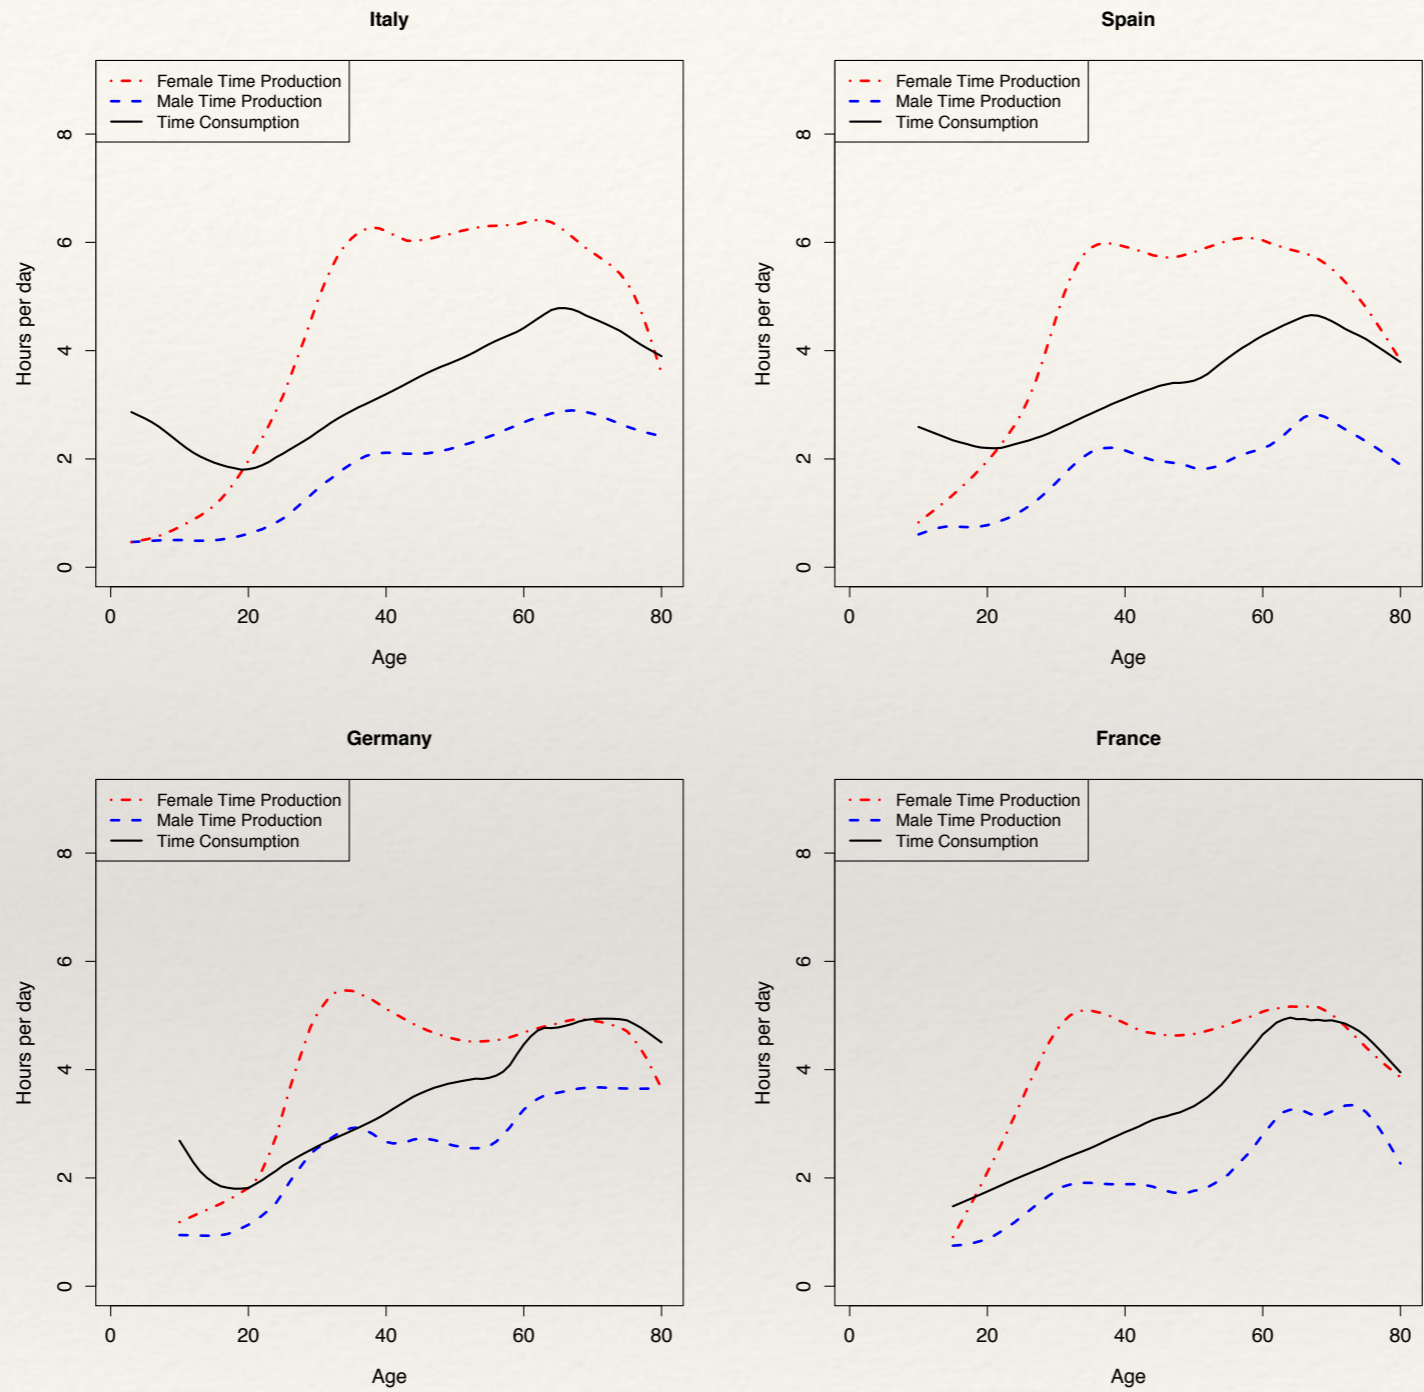 Italy
Female Time Production
Male Time Production
Time Consumption
Hours per day
0
2
4
6
8
0 20 40 60 80
Age
Spain
Female Time Production
Male Time Production
Time Consumption
Hours per day
0
2
4
6
8
0 20 40 60 80
Age
Germany
Female Time Production
Male Time Production
Time Consumption
Hours per day
0
2
4
6
8
0 20 40 60 80
Age
France
Female Time Production
Male Time Production
Time Consumption
Hours per day
0
2
4
6
8
0 20 40 60 80
Age